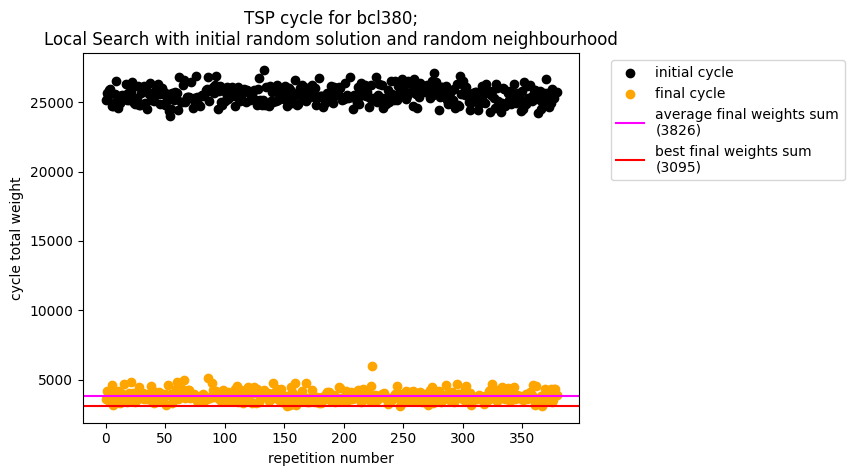 TSP cycle for bcl380;
Local Search with initial random solution and random neighbourhood
initial cycle
final cycle
average final weights sum
(3826)
best final weights sum
(3095)
cycle total weight
25000
20000
15000
10000
5000
0 50 100 150 200 250 300 350
repetition number